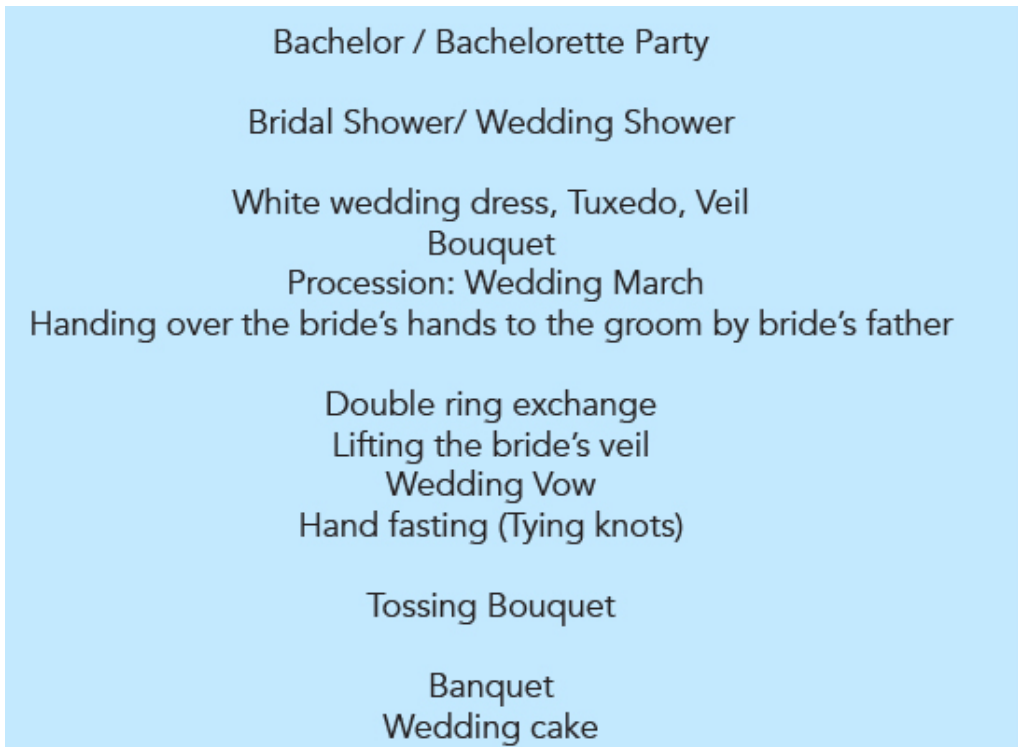 Bachelor / Bachelorette Party
Bridal Shower/ Wedding Shower
White wedding dress, Tuxedo, Veil
Bouquet
Procession: Wedding March
Handing over the bride’s hands to the groom by bride’s father
Double ring exchange
Lifting the bride’s veil
Wedding Vow
Hand fasting (Tying knots)
Tossing Bouquet
Banquet
Wedding cake